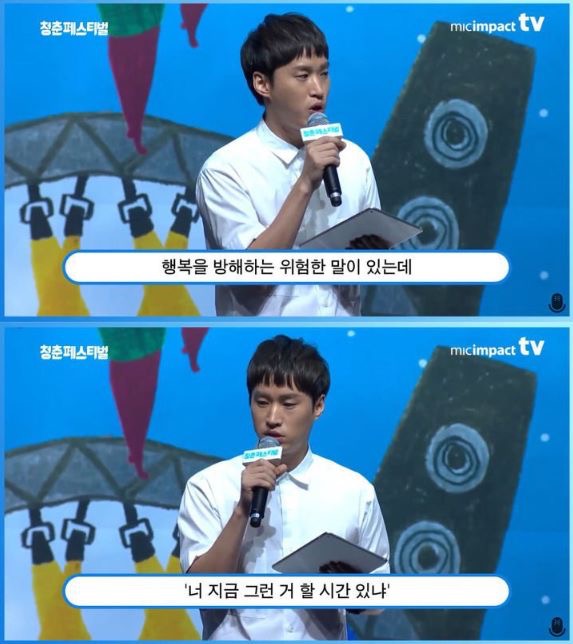 청춘페스티벌
micimpact tv
청춘페스티벌
행복을 방해하는 위험한 말이 있는데
청춘페스티벌
micimpact tv
청춘페스티벌
'너 지금 그런 거 할 시간 있냐'